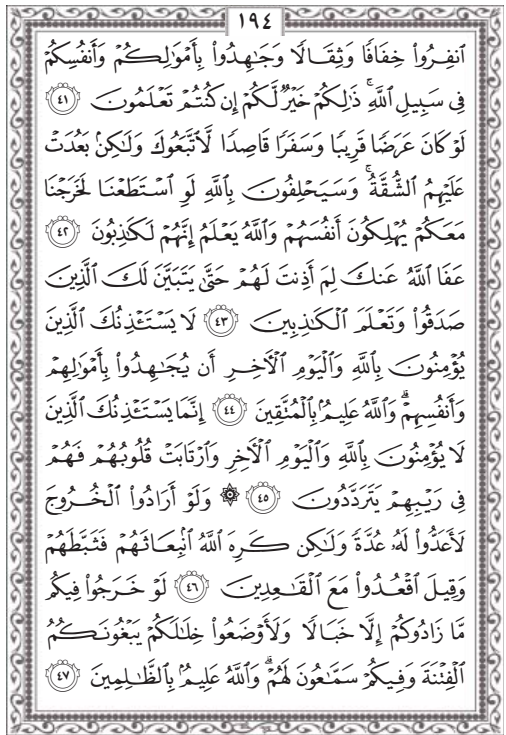 ١٩٤
ٱنفِرُوا۟ خِفَافًا وَثِقَالًا وَجَٰهِدُوا۟ بِأَمْوَٰلِكُمْ وَأَنفُسِكُمْ
فِى سَبِيلِ ٱللَّهِ ۚ ذَٰلِكُمْ خَيْرٌ لَّكُمْ إِن كُنتُمْ تَعْلَمُونَ ٤١
لَوْ كَانَ عَرَضًا قَرِيبًا وَسَفَرًا قَاصِدًا لَّٱتَّبَعُوكَ وَلَٰكِنۢ بَعُدَتْ
عَلَيْهِمُ ٱلشُّقَّةُ ۚ وَسَيَحْلِفُونَ بِٱللَّهِ لَوِ ٱسْتَطَعْنَا لَخَرَجْنَا
مَعَكُمْ يُهْلِكُونَ أَنفُسَهُمْ وَٱللَّهُ يَعْلَمُ إِنَّهُمْ لَكَٰذِبُونَ ٤٢
عَفَا ٱللَّهُ عَنكَ لِمَ أَذِنتَ لَهُمْ حَتَّىٰ يَتَبَيَّنَ لَكَ ٱلَّذِينَ
صَدَقُوا۟ وَتَعْلَمَ ٱلْكَٰذِبِينَ ٤٣ لَا يَسْتَـْٔذِنُكَ ٱلَّذِينَ
يُؤْمِنُونَ بِٱللَّهِ وَٱلْيَوْمِ ٱلْـَٔاخِرِ أَن يُجَٰهِدُوا۟ بِأَمْوَٰلِهِمْ
وَأَنفُسِهِمْ ۗ وَٱللَّهُ عَلِيمٌۢ بِٱلْمُتَّقِينَ ٤٤ إِنَّمَا يَسْتَـْٔذِنُكَ ٱلَّذِينَ
لَا يُؤْمِنُونَ بِٱللَّهِ وَٱلْيَوْمِ ٱلْـَٔاخِرِ وَٱرْتَابَتْ قُلُوبُهُمْ فَهُمْ
فِى رَيْبِهِمْ يَتَرَدَّدُونَ ٤٥ ۞ وَلَوْ أَرَادُوا۟ ٱلْخُرُوجَ
لَأَعَدُّوا۟ لَهُۥ عُدَّةً وَلَٰكِن كَرِهَ ٱللَّهُ ٱنۢبِعَاثَهُمْ فَثَبَّطَهُمْ
وَقِيلَ ٱقْعُدُوا۟ مَعَ ٱلْقَٰعِدِينَ ٤٦ لَوْ خَرَجُوا۟ فِيكُم
مَّا زَادُوكُمْ إِلَّا خَبَالًا وَلَأَوْضَعُوا۟ خِلَٰلَكُمْ يَبْغُونَكُمُ
ٱلْفِتْنَةَ وَفِيكُمْ سَمَّٰعُونَ لَهُمْ ۗ وَٱللَّهُ عَلِيمٌۢ بِٱلظَّٰلِمِينَ ٤٧